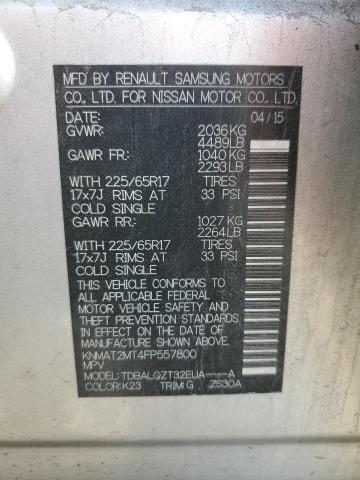 MFD BY RENAULT SAMSUNG MOTORS
CO., LTD. FOR NISSAN MOTOR CO., LTD.
DATE: 04/15
GVWR: 2036KG
4489LB
GAWR FR: 1040KG
2293LB
WITH 225/65R17 TIRES
17x7J RIMS AT 33 PSI
COLD SINGLE
GAWR RR: 1027KG
2264LB
WITH 225/65R17 TIRES
17x7J RIMS AT 33 PSI
COLD SINGLE
THIS VEHICLE CONFORMS TO
ALL APPLICABLE FEDERAL
MOTOR VEHICLE SAFETY
AND THEFT PREVENTION STANDARDS
IN EFFECT ON THE DATE OF
MANUFACTURE SHOWN ABOVE.
KNMAT2MT4FP557800
MPV
MODEL: TDBALQZT32EUA----A
COLOR: K23 TRIM: G ZS30A